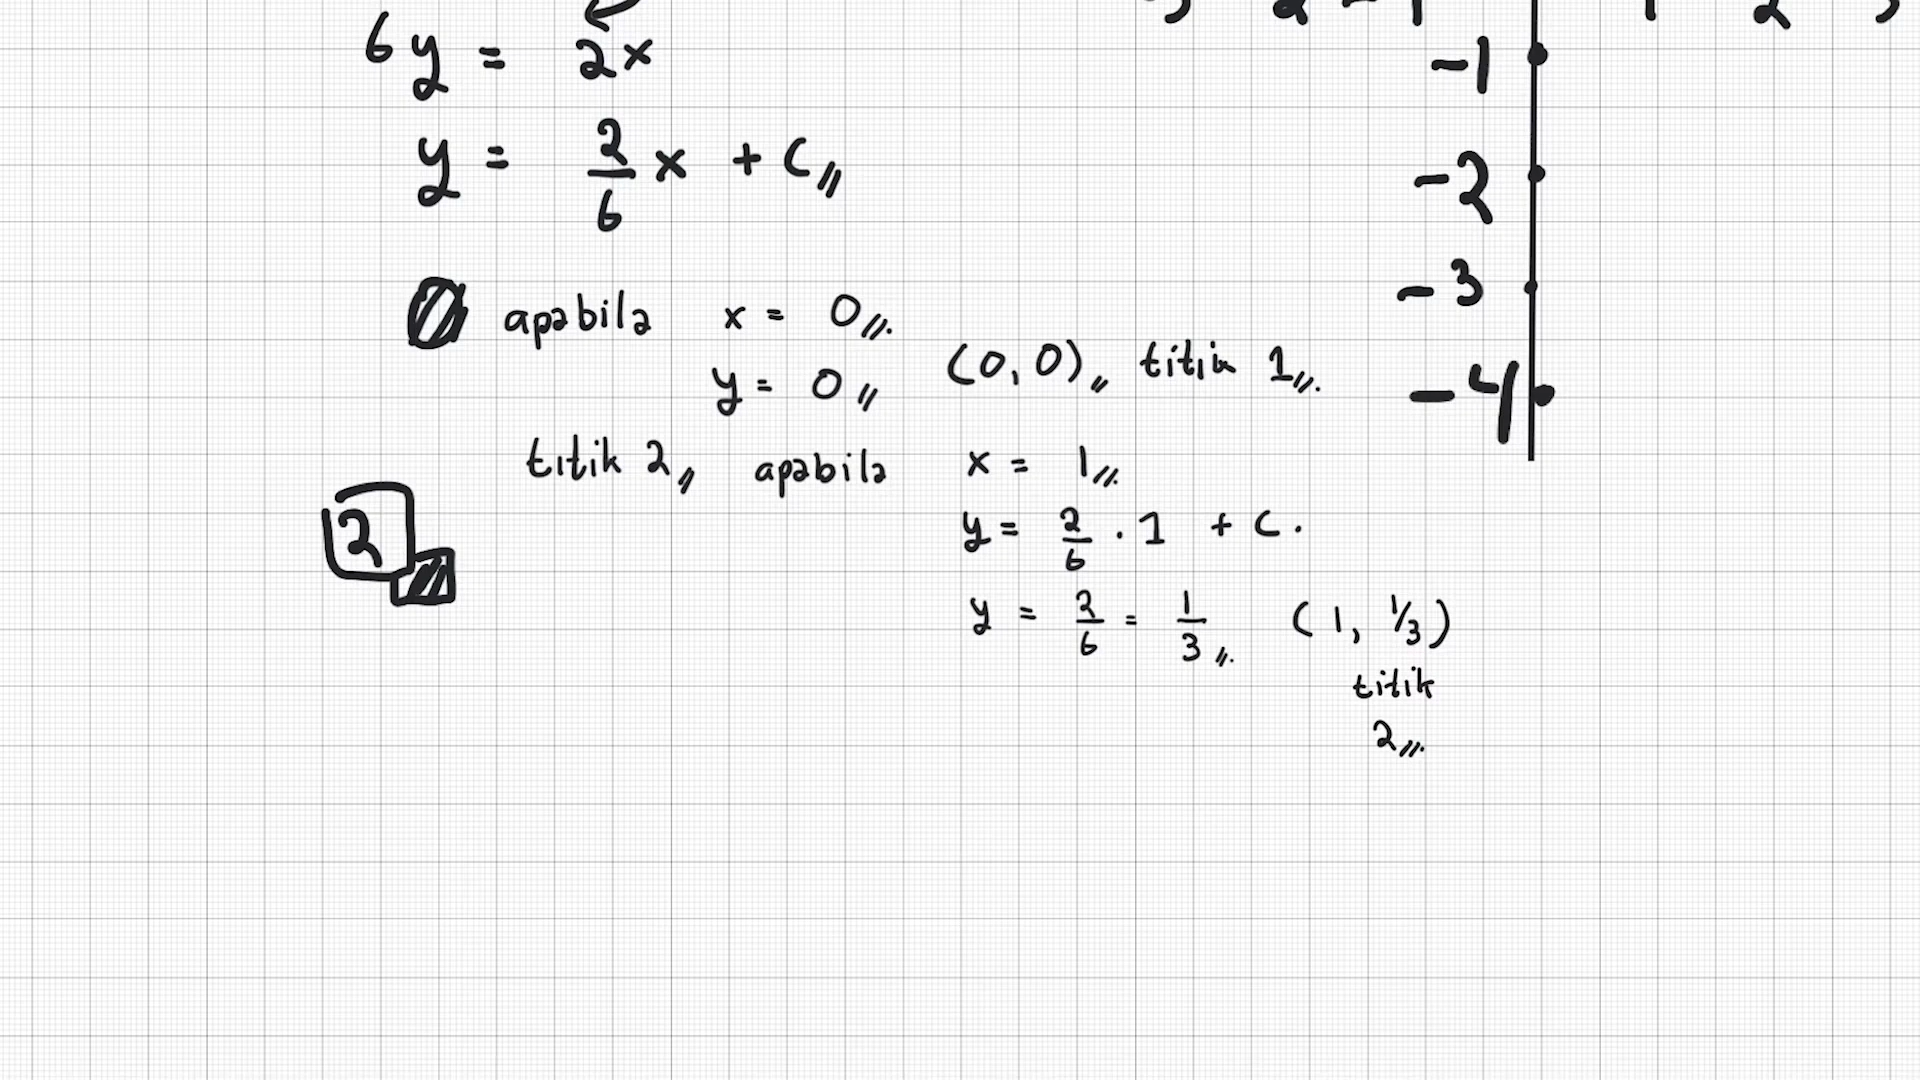 6y = 2x
y = 2/6 x + C //
apabila x = 0 //.
y = 0 // (0, 0) // titik 1 //.
titik 2 // apabila x = 1 //.
y = 2/6 . 1 + C .
y = 2/6 = 1/3 //. (1, 1/3)
titik
2 //.
2
-1
-2
-3
-4